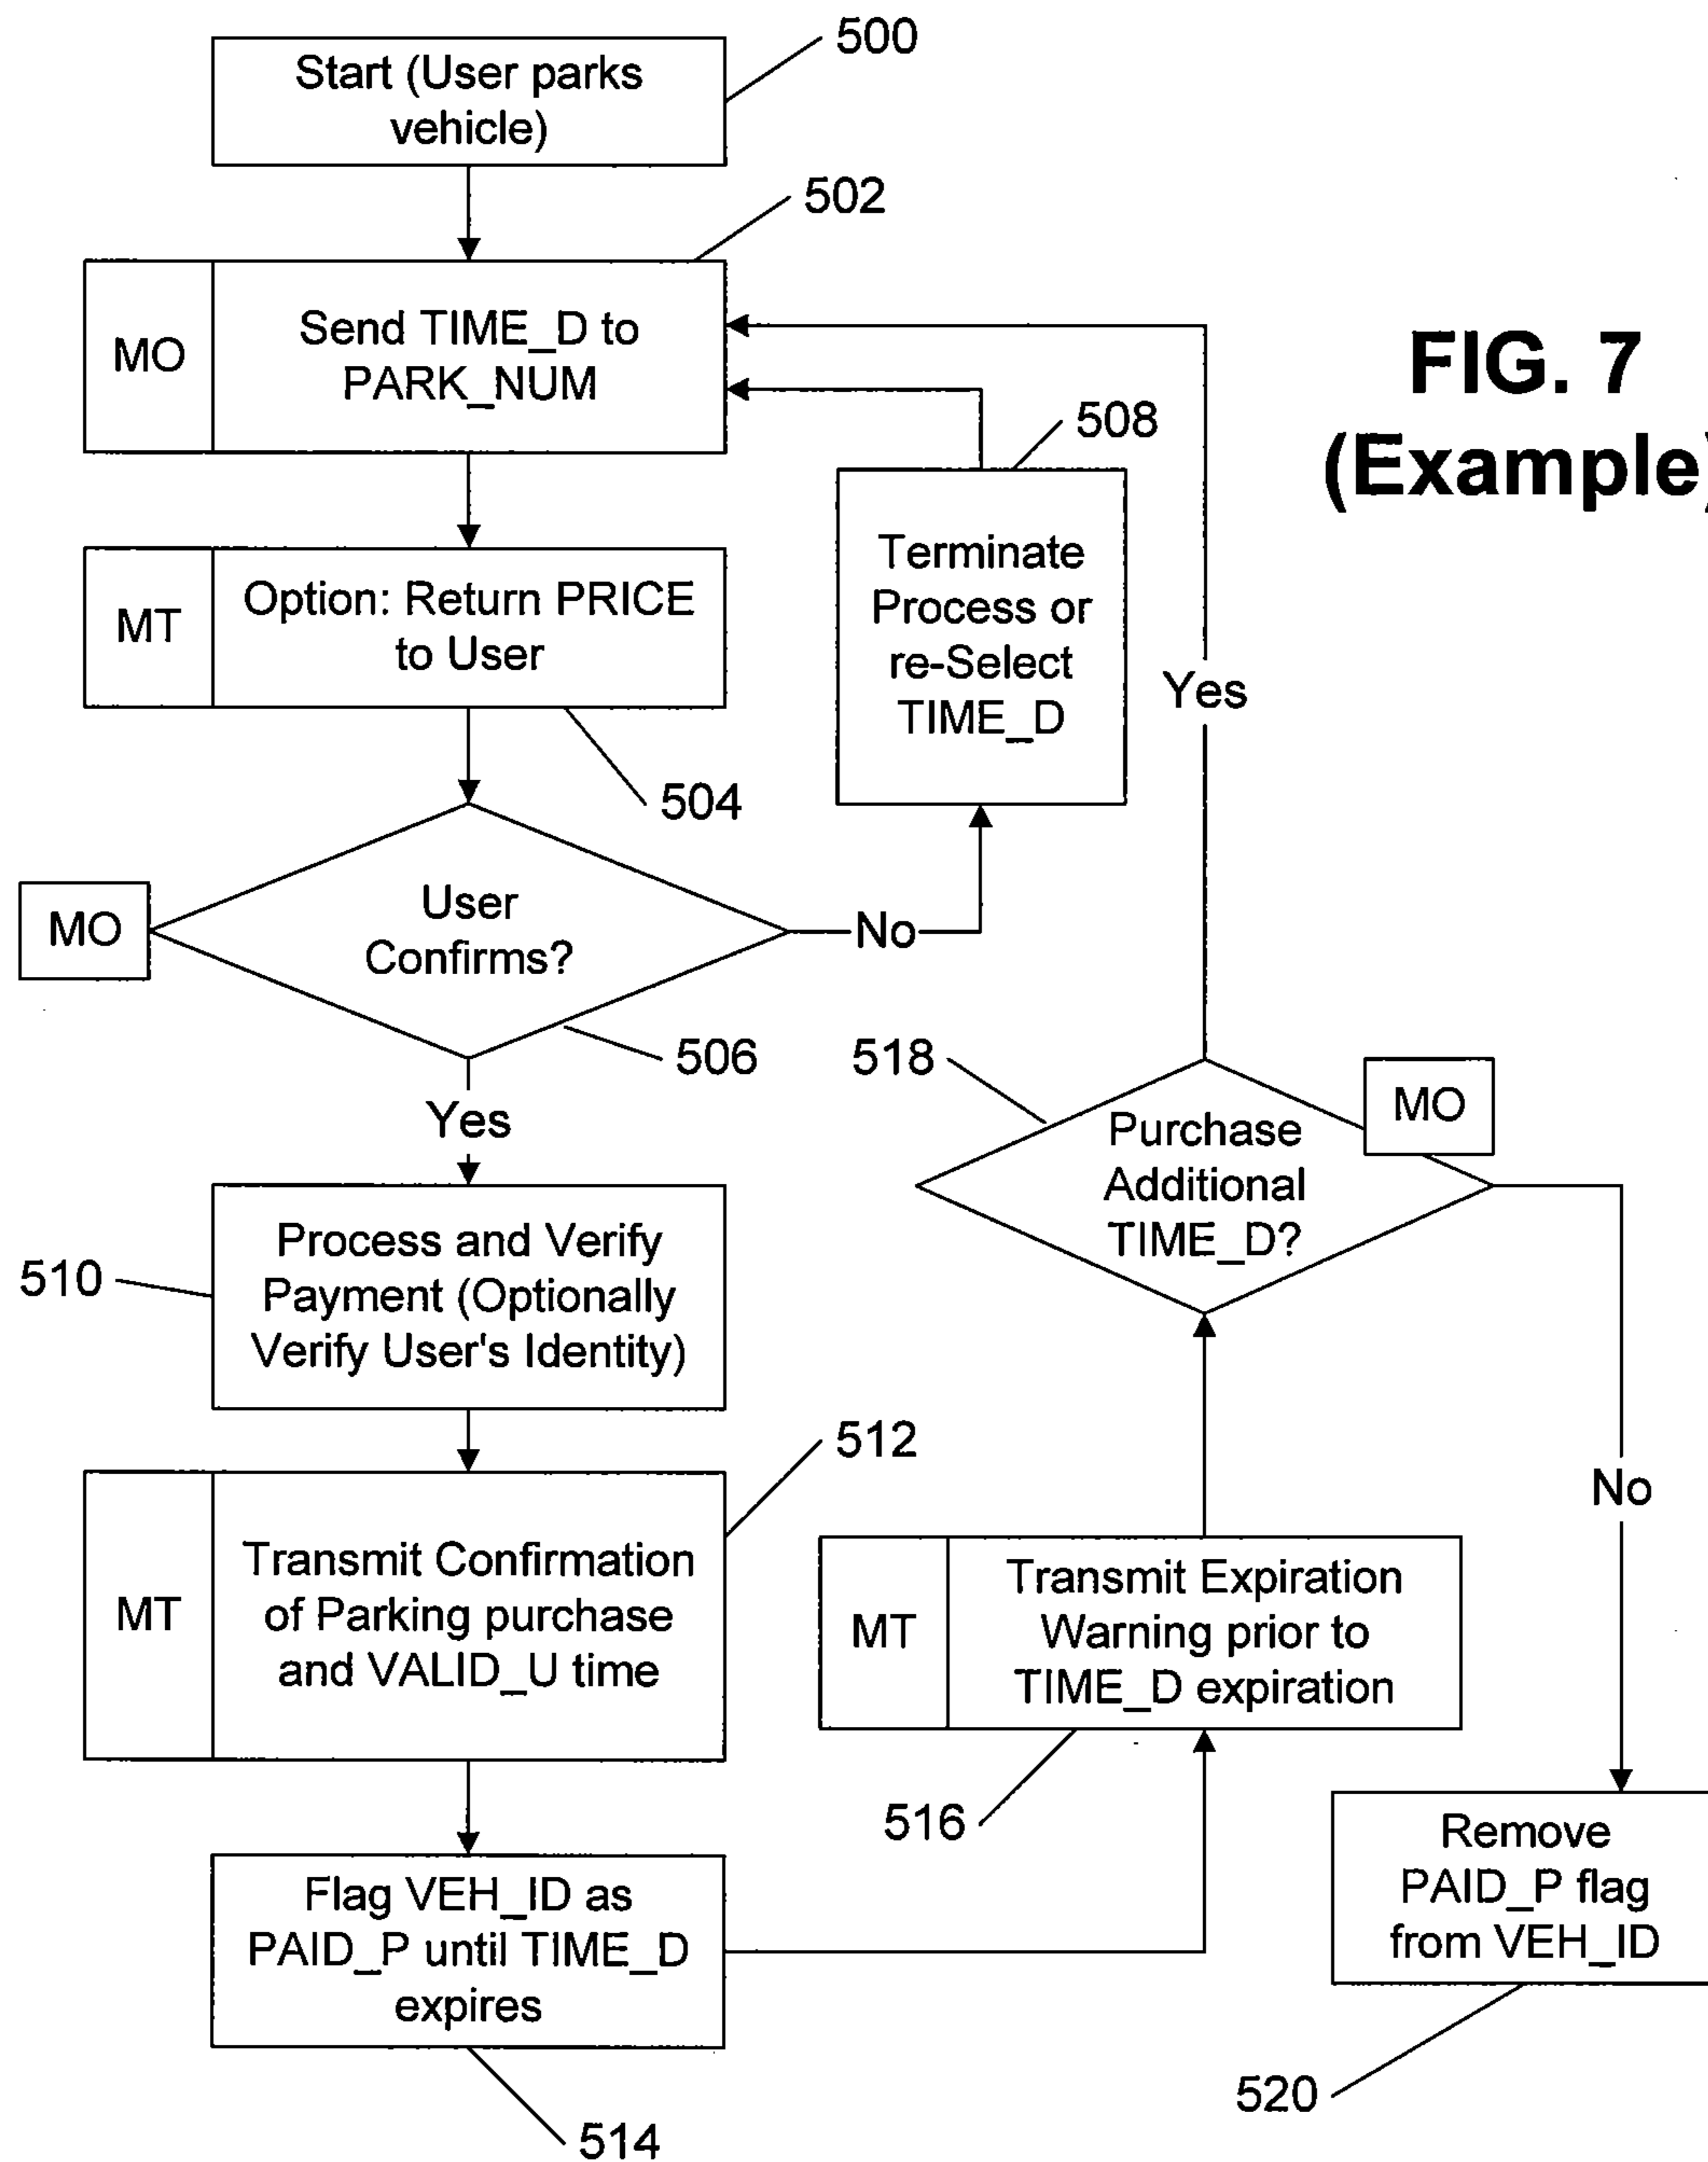 500
Start (User parks
vehicle)
502
MO
Send TIME_D to
PARK_NUM
FIG. 7
(Example)
508
Terminate
Process or
re-Select
TIME_D
MT
Option: Return PRICE
to User
504
Yes
MO
User
Confirms?
No
506
Yes
518
MO
Purchase
Additional
TIME_D?
510
Process and Verify
Payment (Optionally
Verify User's Identity)
512
MT
Transmit Confirmation
of Parking purchase
and VALID_U time
No
MT
Transmit Expiration
Warning prior to
TIME_D expiration
516
Flag VEH_ID as
PAID_P until TIME_D
expires
514
Remove
PAID_P flag
from VEH_ID
520